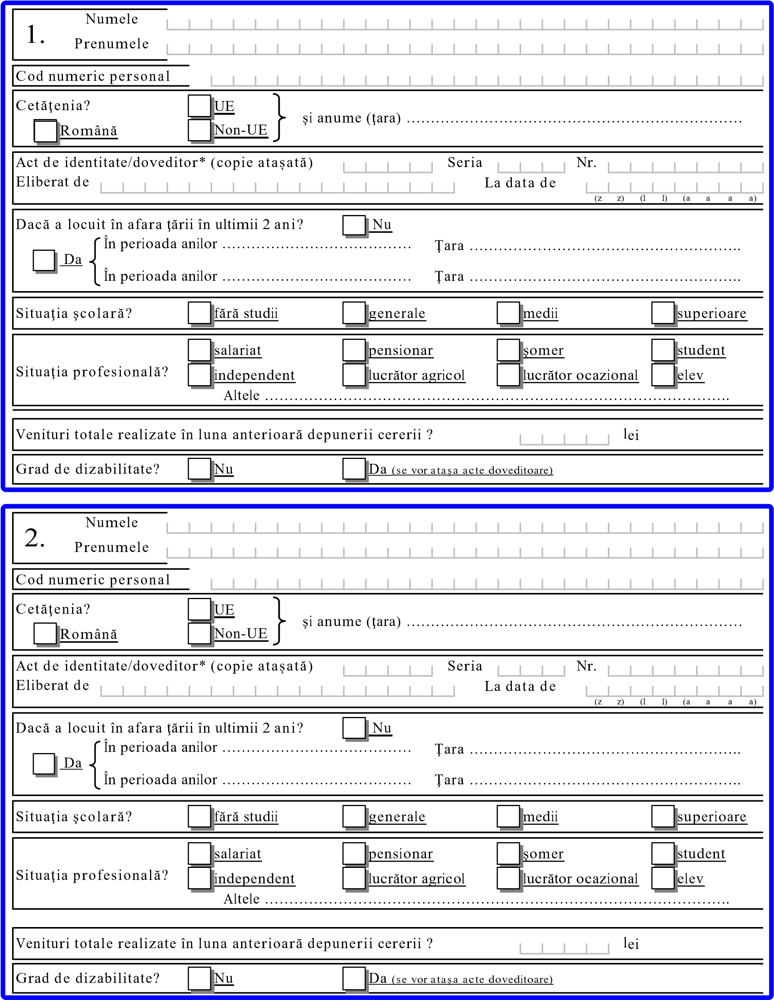 1. Numele
Prenumele
Cod numeric personal
Cetăţenia? UE
Română Non-UE şi anume (ţara) ……………………………………………………………
Act de identitate/doveditor* (copie atașată) Seria Nr.
Eliberat de La data de
(z z) (l l) (a a a a)
Dacă a locuit în afara ţării în ultimii 2 ani? Nu
În perioada anilor ………………………………… Ţara ………………………………………………..
Da
În perioada anilor ………………………………… Ţara ………………………………………………..
Situaţia şcolară? fără studii generale medii superioare
salariat pensionar şomer student
Situaţia profesională? independent lucrător agricol lucrător ocazional elev
Altele ……………………………………………………………………………………..
Venituri totale realizate în luna anterioară depunerii cererii ? lei
Grad de dizabilitate? Nu Da (se vor atașa acte doveditoare)
2. Numele
Prenumele
Cod numeric personal
Cetăţenia? UE
Română Non-UE şi anume (ţara) ……………………………………………………………
Act de identitate/doveditor* (copie atașată) Seria Nr.
Eliberat de La data de
(z z) (l l) (a a a a)
Dacă a locuit în afara ţării în ultimii 2 ani? Nu
În perioada anilor ………………………………… Ţara ………………………………………………..
Da
În perioada anilor ………………………………… Ţara ………………………………………………..
Situaţia şcolară? fără studii generale medii superioare
salariat pensionar şomer student
Situaţia profesională? independent lucrător agricol lucrător ocazional elev
Altele ……………………………………………………………………………………..
Venituri totale realizate în luna anterioară depunerii cererii ? lei
Grad de dizabilitate? Nu Da (se vor atașa acte doveditoare)